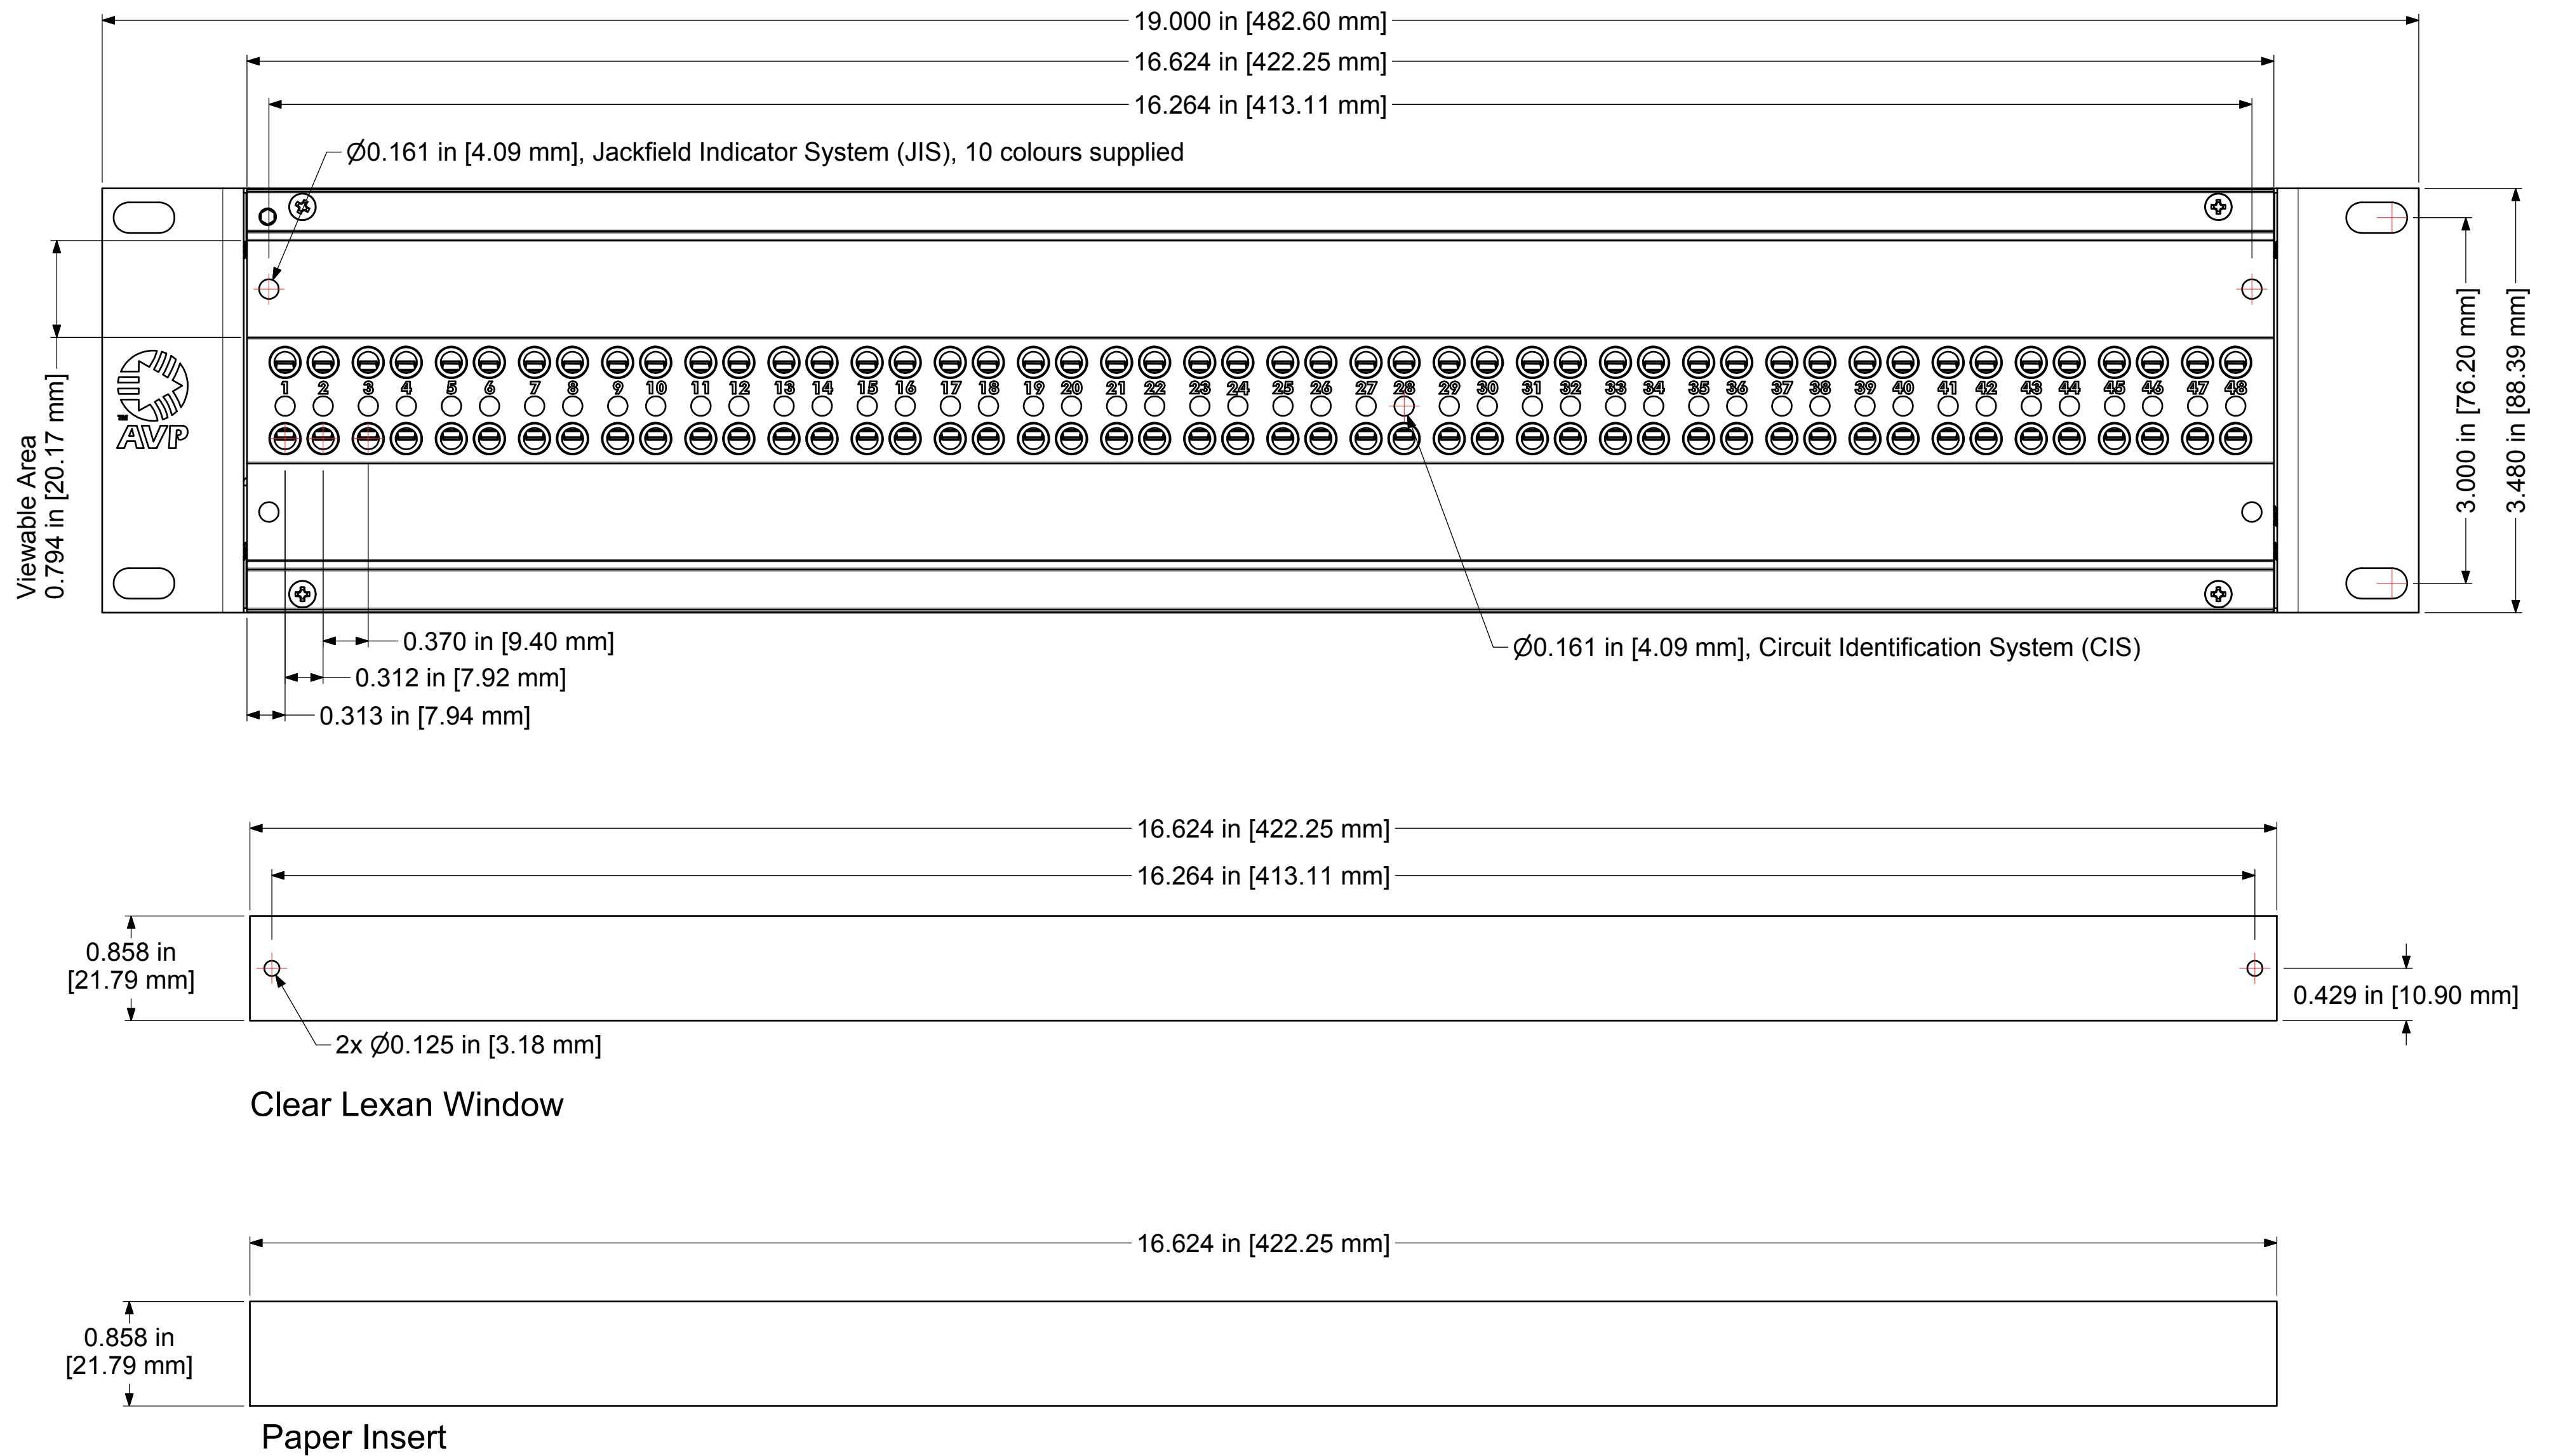 19.000 in [482.60 mm]
16.624 in [422.25 mm]
16.264 in [413.11 mm]
Ø0.161 in [4.09 mm], Jackfield Indicator System (JIS), 10 colours supplied
Viewable Area
0.794 in [20.17 mm]
™
AVP
1 2 3 4 5 6 7 8 9 10 11 12 13 14 15 16 17 18 19 20 21 22 23 24 25 26 27 28 29 30 31 32 33 34 35 36 37 38 39 40 41 42 43 44 45 46 47 48
3.000 in [76.20 mm]
3.480 in [88.39 mm]
0.370 in [9.40 mm]
0.312 in [7.92 mm]
0.313 in [7.94 mm]
Ø0.161 in [4.09 mm], Circuit Identification System (CIS)
16.624 in [422.25 mm]
16.264 in [413.11 mm]
0.858 in
[21.79 mm]
0.429 in [10.90 mm]
2x Ø0.125 in [3.18 mm]
Clear Lexan Window
16.624 in [422.25 mm]
0.858 in
[21.79 mm]
Paper Insert